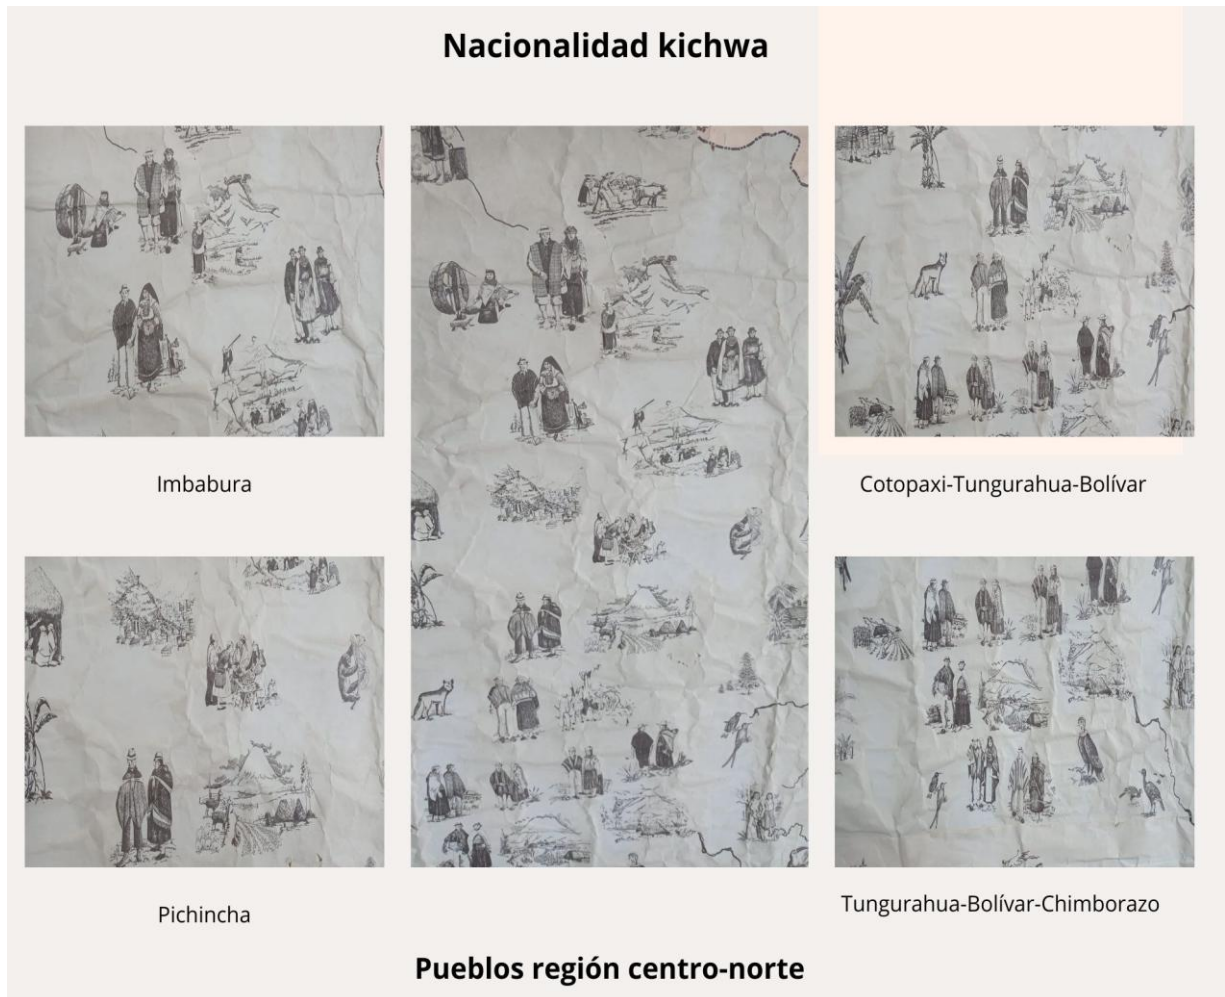 Nacionalidad kichwa
Imbabura
Cotopaxi-Tungurahua-Bolívar
Pichincha
Tungurahua-Bolívar-Chimborazo
Pueblos región centro-norte